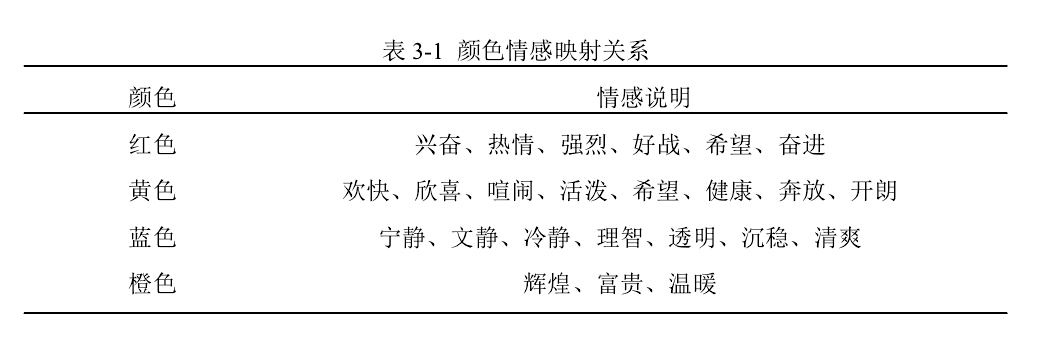 表 3-1 颜色情感映射关系
颜色 情感说明
红色 兴奋、热情、强烈、好战、希望、奋进
黄色 欢快、欣喜、喧闹、活泼、希望、健康、奔放、开朗
蓝色 宁静、文静、冷静、理智、透明、沉稳、清爽
橙色 辉煌、富贵、温暖